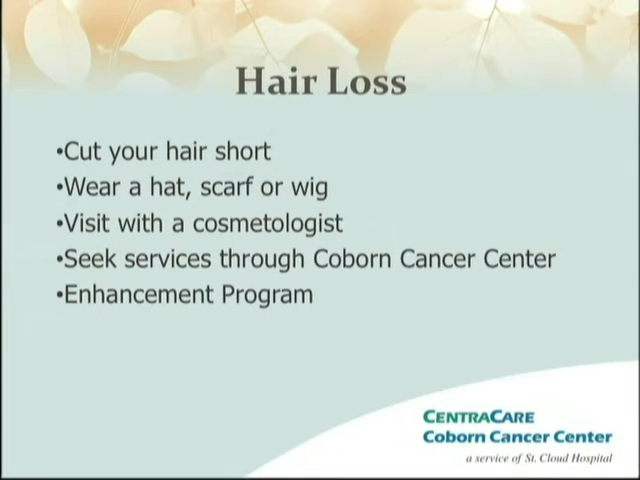 Hair Loss
•Cut your hair short
•Wear a hat, scarf or wig
•Visit with a cosmetologist
•Seek services through Coborn Cancer Center
•Enhancement Program
CENTRACARE
Coborn Cancer Center
a service of St. Cloud Hospital